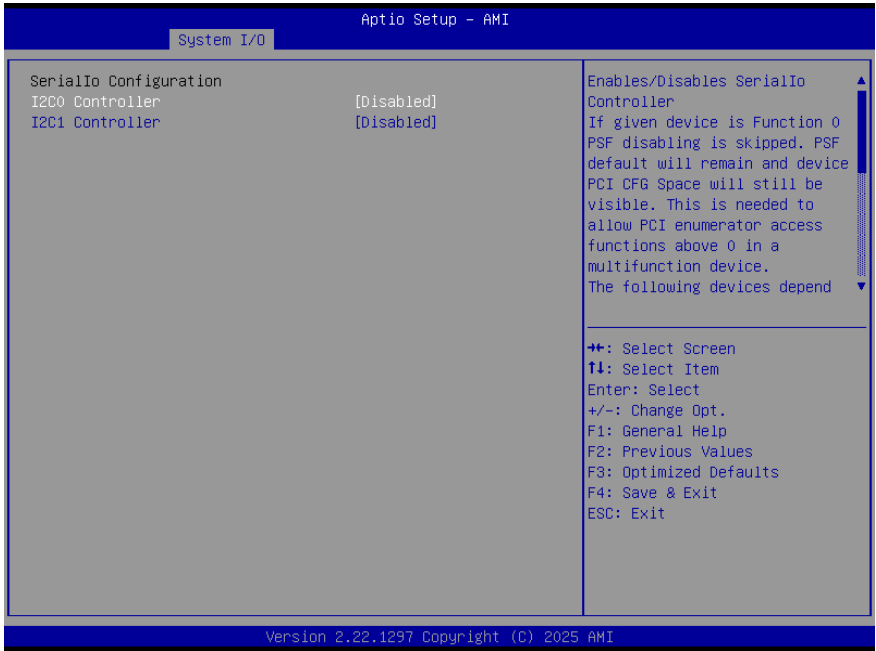 Aptio Setup – AMI
System I/O
SerialIo Configuration
I2C0 Controller [Disabled]
I2C1 Controller [Disabled]
Enables/Disables SerialIo
Controller
If given device is Function 0
PSF disabling is skipped. PSF
default will remain and device
PCI CFG Space will still be
visible. This is needed to
allow PCI enumerator access
functions above 0 in a
multifunction device.
The following devices depend
→←: Select Screen
↑↓: Select Item
Enter: Select
+/-: Change Opt.
F1: General Help
F2: Previous Values
F3: Optimized Defaults
F4: Save & Exit
ESC: Exit
Version 2.22.1297 Copyright (C) 2025 AMI